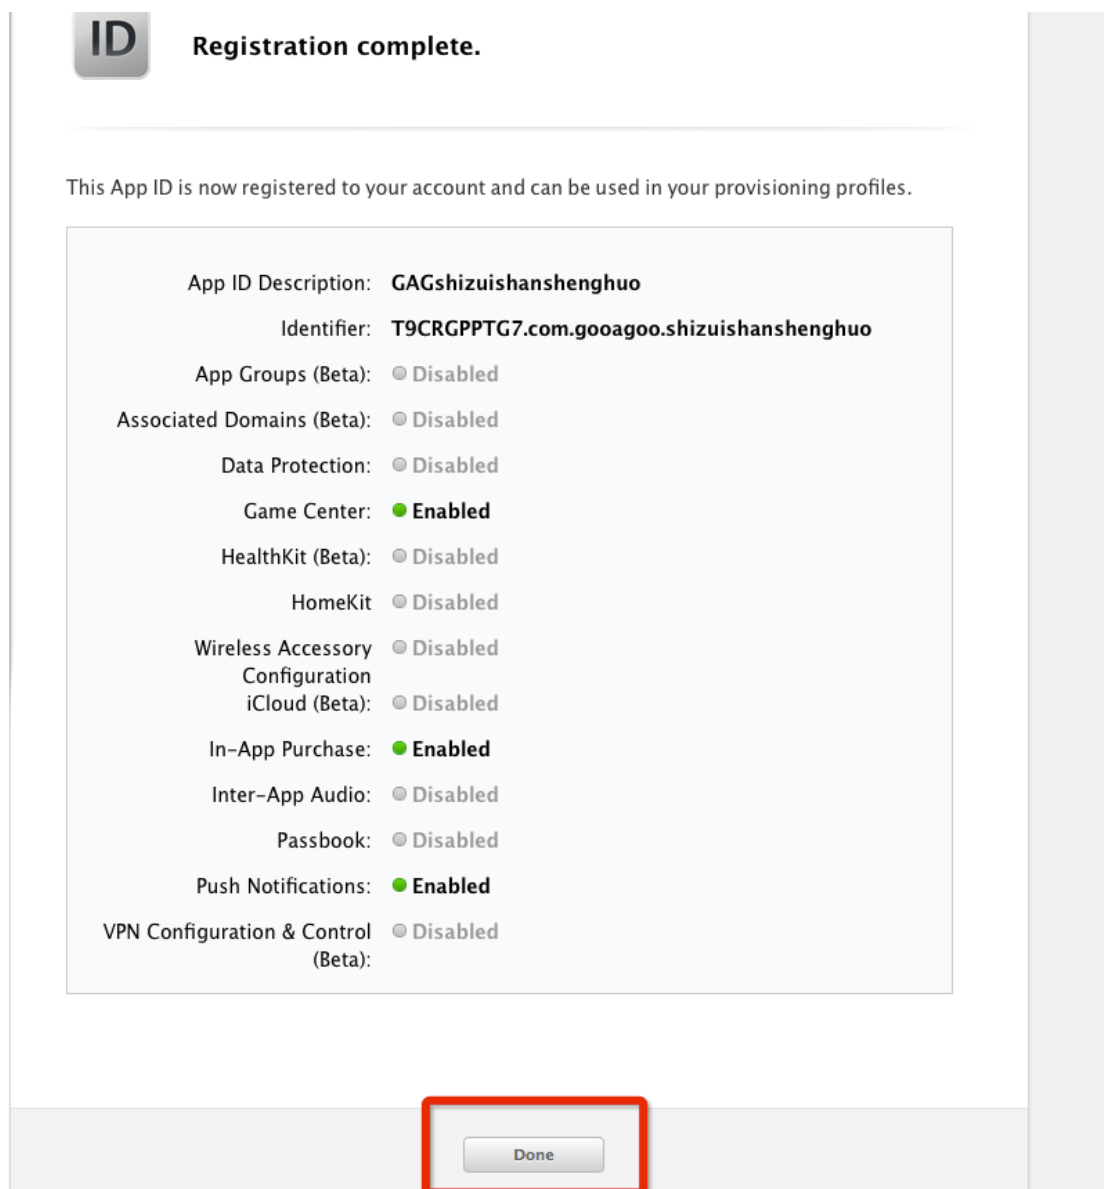 ID
Registration complete.
This App ID is now registered to your account and can be used in your provisioning profiles.
App ID Description: GAGshizuishanshenghuo
Identifier: T9CRGPPTG7.com.gooagoo.shizuishanshenghuo
App Groups (Beta): Disabled
Associated Domains (Beta): Disabled
Data Protection: Disabled
Game Center: Enabled
HealthKit (Beta): Disabled
HomeKit Disabled
Wireless Accessory Disabled
Configuration
iCloud (Beta): Disabled
In-App Purchase: Enabled
Inter-App Audio: Disabled
Passbook: Disabled
Push Notifications: Enabled
VPN Configuration & Control Disabled
(Beta):
Done